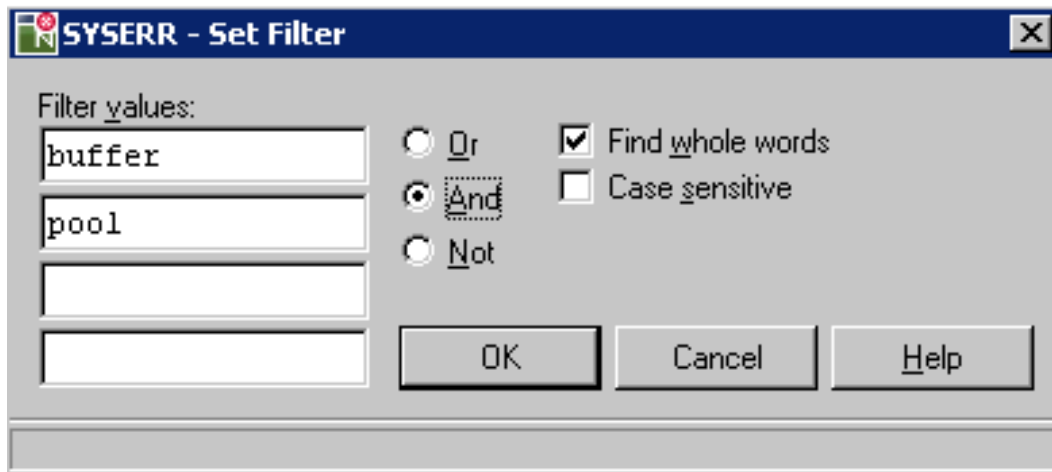 SYSERR - Set Filter
Filter values:
buffer
pool
Or
And
Not
Find whole words
Case sensitive
OK
Cancel
Help